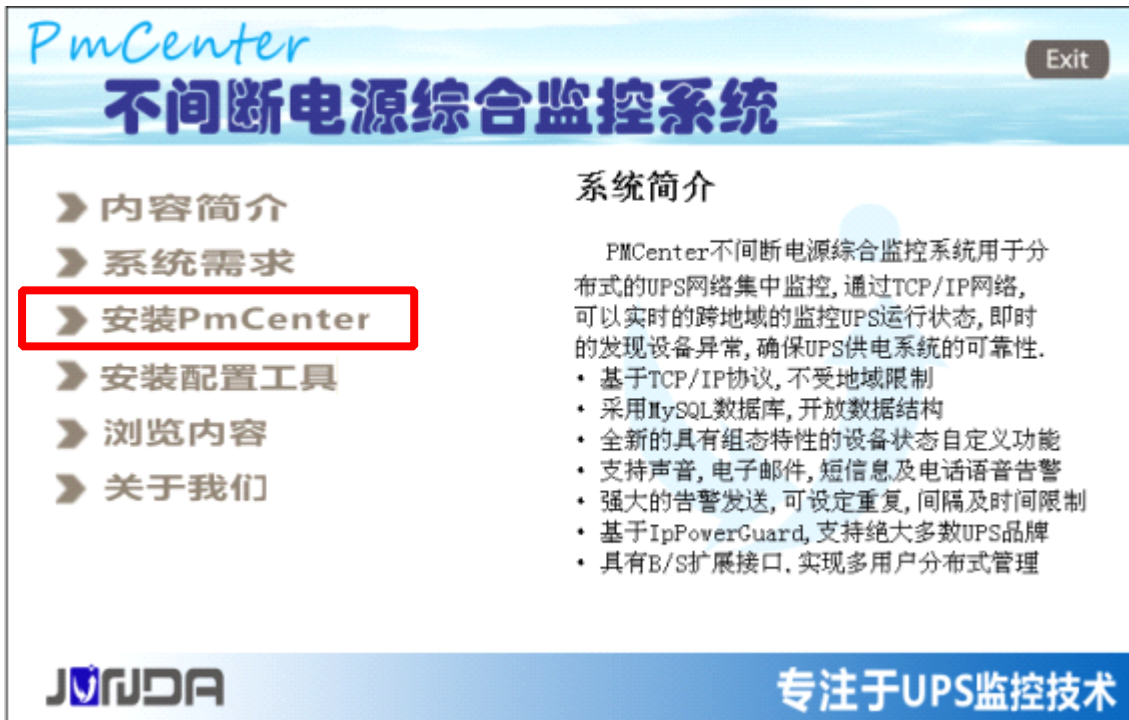 PmCenter
Exit
不间断电源综合监控系统
内容简介
系统需求
安装PmCenter
安装配置工具
浏览内容
关于我们
系统简介
PMCenter不间断电源综合监控系统用于分
布式的UPS网络集中监控,通过TCP/IP网络,
可以实时的跨地域的监控UPS运行状态,即时
的发现设备异常,确保UPS供电系统的可靠性.
• 基于TCP/IP协议,不受地域限制
• 采用MySQL数据库,开放数据结构
• 全新的具有组态特性的设备状态自定义功能
• 支持声音,电子邮件,短信息及电话语音告警
• 强大的告警发送,可设定重复,间隔及时间限制
• 基于IpPowerGuard,支持绝大多数UPS品牌
• 具有B/S扩展接口.实现多用户分布式管理
JUNDA
专注于UPS监控技术